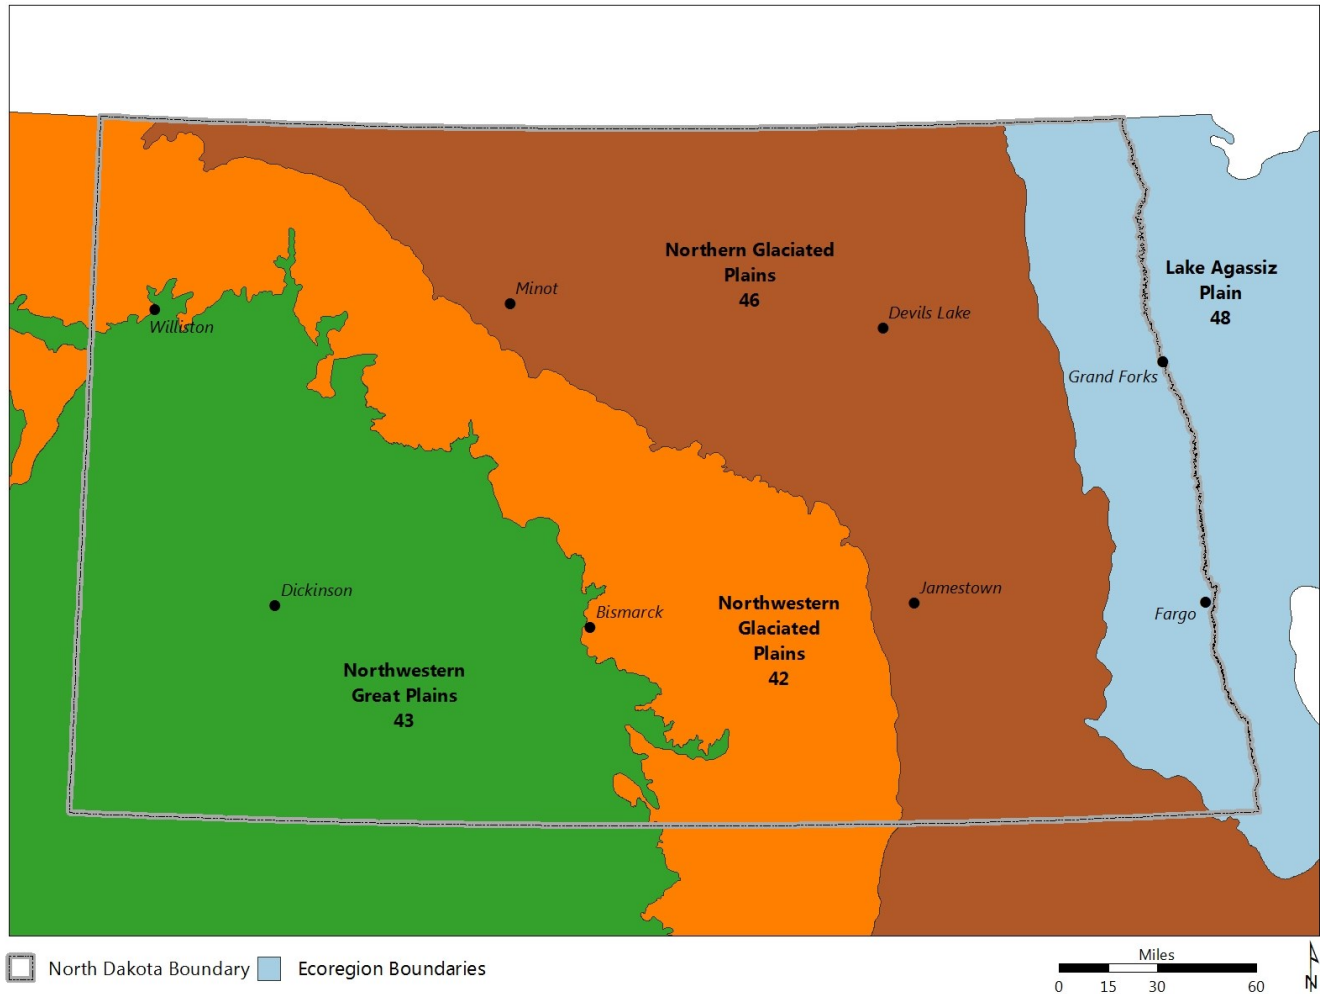 Northern Glaciated
Plains
46
Lake Agassiz
Plain
48
Minot
Devils Lake
Williston
Grand Forks
Dickinson
Jamestown
Bismarck
Fargo
Northwestern
Glaciated
Plains
42
Northwestern
Great Plains
43
North Dakota Boundary
Ecoregion Boundaries
Miles
0 15 30 60
N